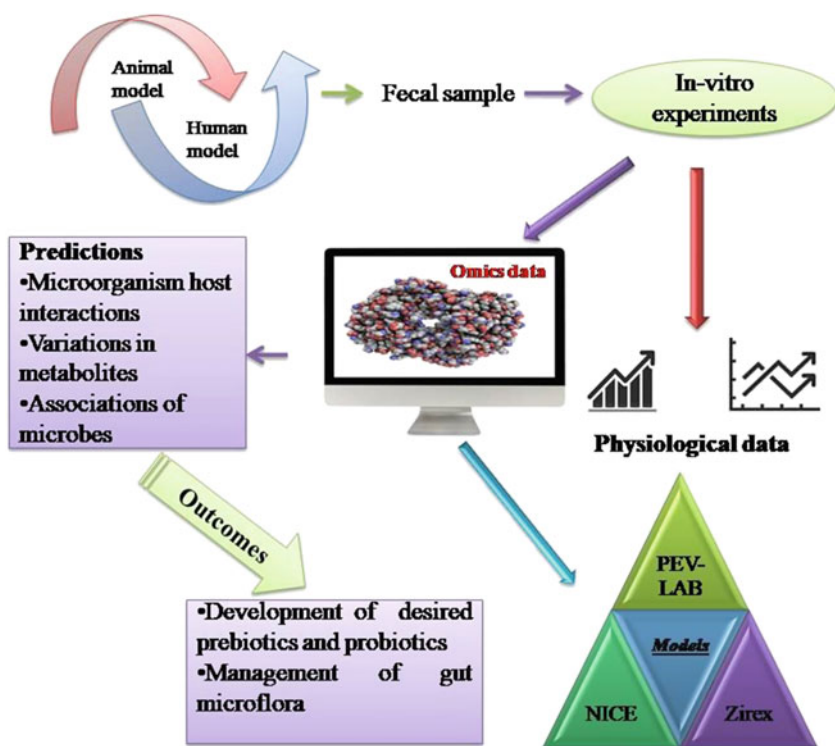 Animal
model
Human
model
Fecal sample
In-vitro
experiments
Predictions
•Microorganism host
interactions
•Variations in
metabolites
•Associations of
microbes
Omics data
Physiological data
Outcomes
•Development of desired
prebiotics and probiotics
•Management of gut
microflora
PEV-
LAB
Models
NICE
Zirex